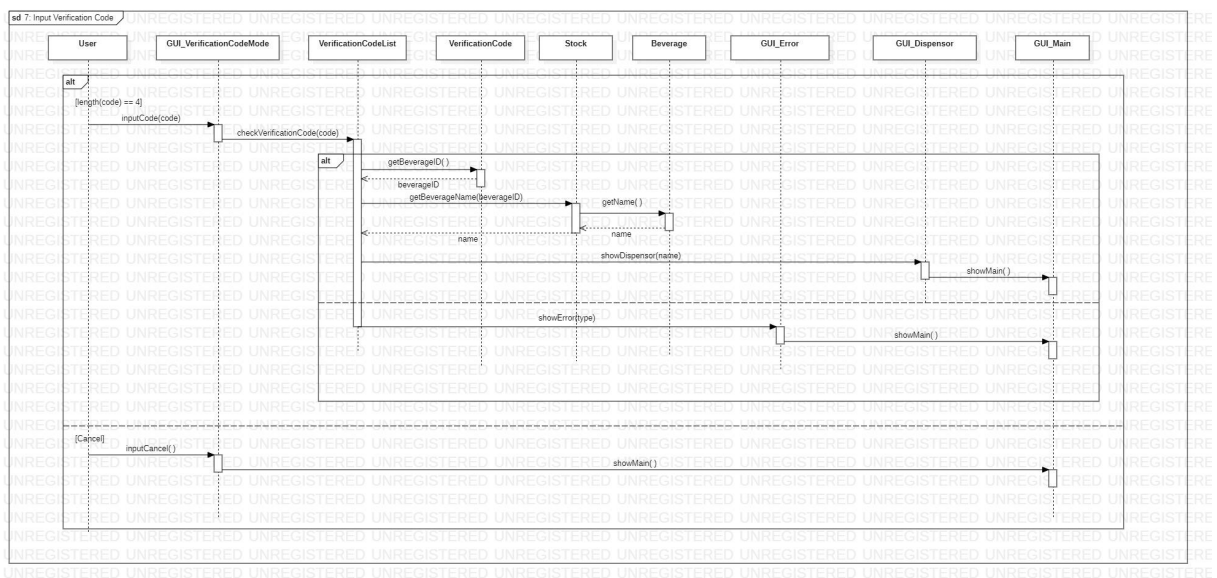 sd 7: Input Verification Code
User GUI_VerificationCodeMode VerificationCodeList VerificationCode Stock Beverage GUI_Error GUI_Dispensor GUI_Main
alt
[length(code) == 4]
inputCode(code)
checkVerificationCode(code)
alt
getBeverageID( )
beverageID
getBeverageName(beverageID)
getName( )
name
name
showDispensor(name)
showMain( )
showError(type)
showMain( )
[Cancel]
inputCancel( )
showMain( )